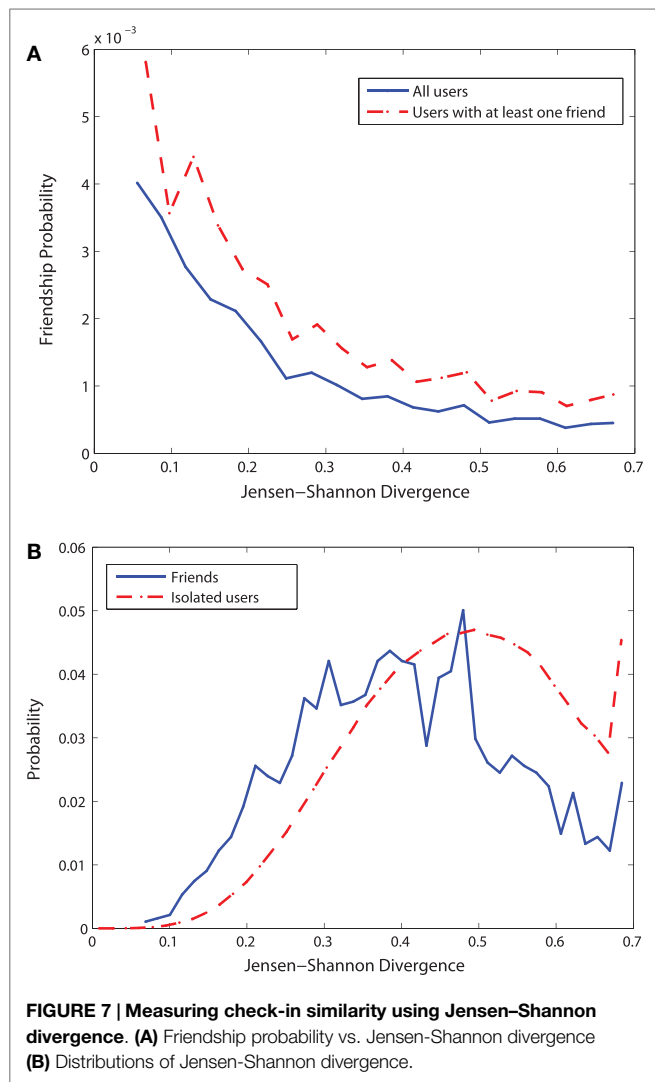 A
x 10⁻³
6
5
4
3
2
1
0
Friendship Probability
All users
Users with at least one friend
0 0.1 0.2 0.3 0.4 0.5 0.6 0.7
Jensen−Shannon Divergence
B
0.06
0.05
0.04
0.03
0.02
0.01
0
Probability
Friends
Isolated users
0 0.1 0.2 0.3 0.4 0.5 0.6 0.7
Jensen−Shannon Divergence
FIGURE 7 | Measuring check-in similarity using Jensen–Shannon
divergence. (A) Friendship probability vs. Jensen-Shannon divergence
(B) Distributions of Jensen-Shannon divergence.